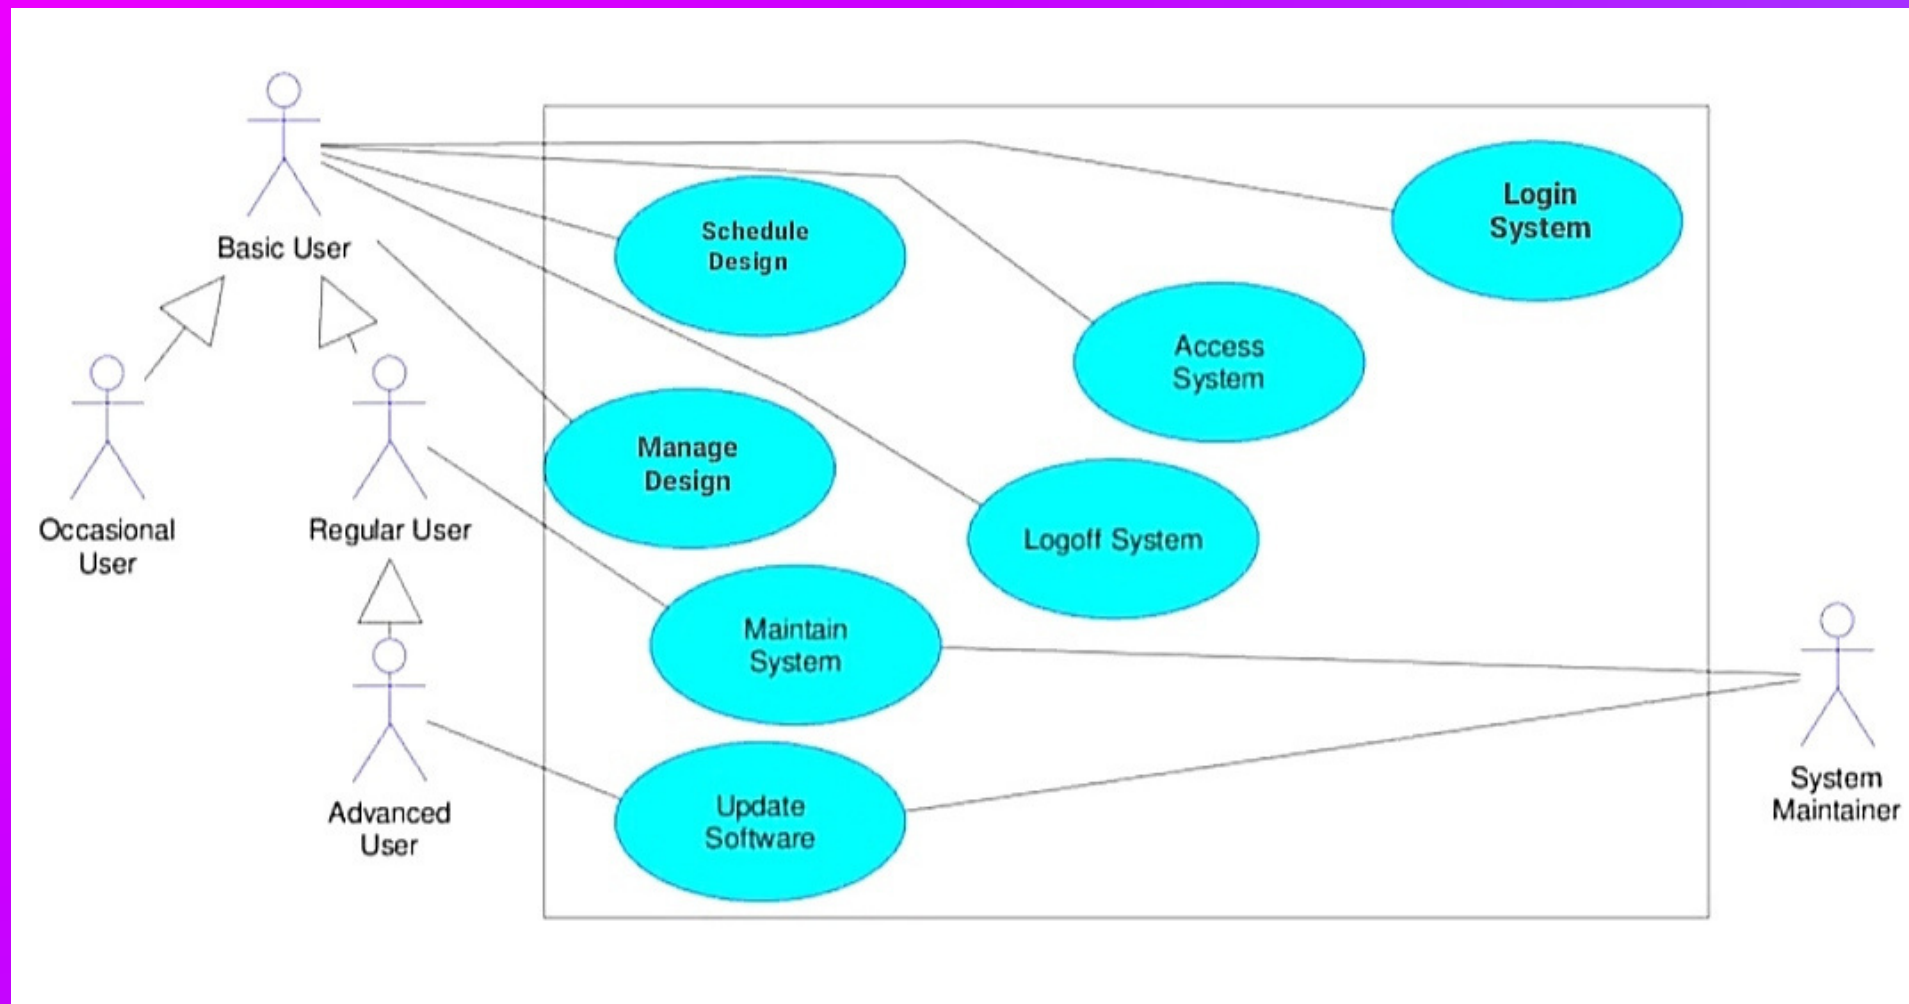 Basic User
Login
System
Schedule
Design
Access
System
Manage
Design
Occasional
User
Regular User
Logoff System
Maintain
System
System
Maintainer
Advanced
User
Update
Software